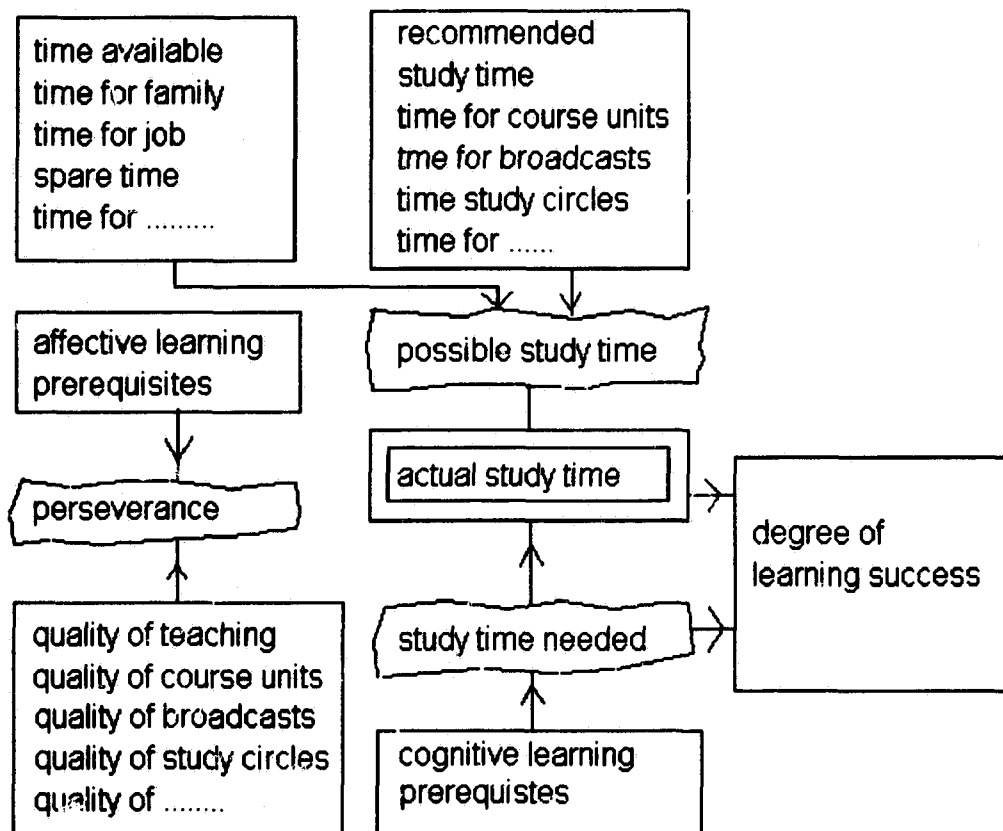 time available
time for family
time for job
spare time
time for .........
recommended
study time
time for course units
tme for broadcasts
time study circles
time for ......
affective learning
prerequisites
possible study time
perseverance
actual study time
degree of
learning success
study time needed
quality of teaching
quality of course units
quality of broadcasts
quality of study circles
quality of ........
cognitive learning
prerequistes